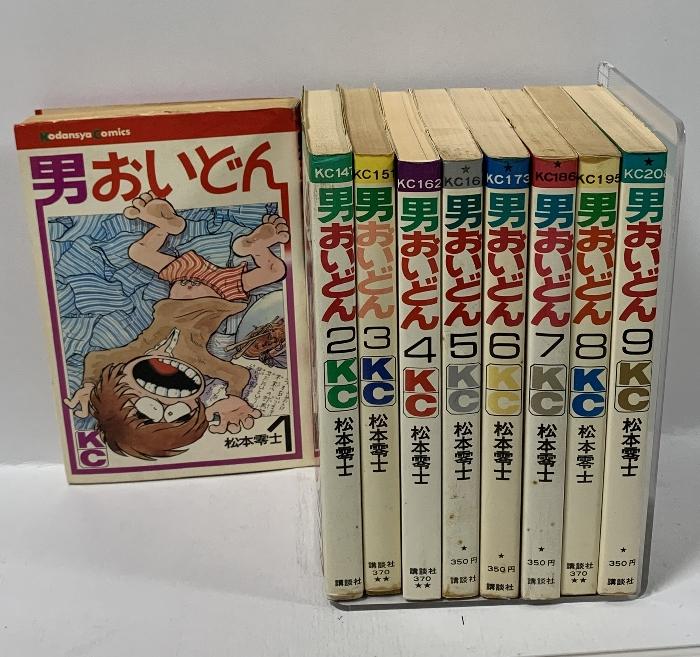 Kodansya Comics
男おいどん
KC
松本零士
1
KC147
男おいどん
2
KC
松本零士
講談社
KC151
男おいどん
3
KC
松本零士
講談社
370
★★
KC162
男おいどん
4
KC
松本零士
講談社
370
★★
★
男おいどん
5
KC
松本零士
★
350円
講談社
★
KC173
男おいどん
6
KC
松本零士
★
350円
講談社
★
KC186
男おいどん
7
KC
松本零士
★
350円
講談社
KC195
男おいどん
8
KC
松本零士
講談社
370
★★
★
男おいどん
9
KC
松本零士
★
350円
講談社